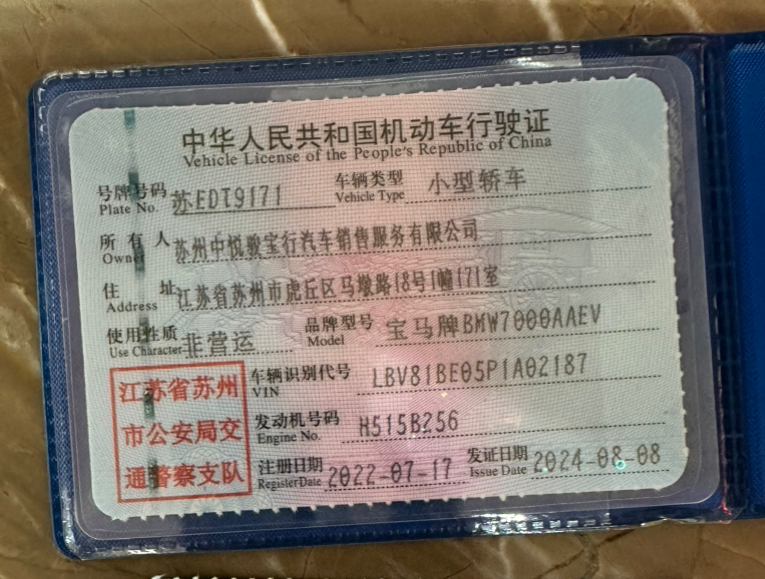 中华人民共和国机动车行驶证
Vehicle License of the People's Republic of China
号牌号码 苏EDT9171 车辆类型 小型轿车
Plate No. Vehicle Type
所有人 苏州中悦骏宝行汽车销售服务有限公司
Owner
住址 江苏省苏州市虎丘区马墩路18号1幢171室
Address
使用性质 非营运 品牌型号 宝马牌BMW7000AAEV
Use Character Model
江苏省苏州 车辆识别代号 LBV81BE05P1A02187
VIN
市公安局交 发动机号码 H515B256
Engine No.
通警察支队 注册日期 2022-07-17 发证日期 2024-08-08
Register Date Issue Date